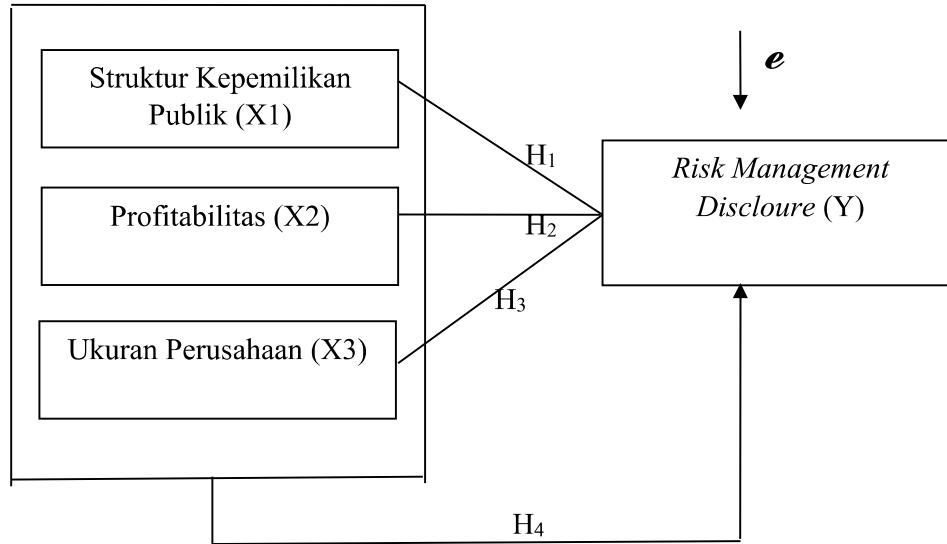 Struktur Kepemilikan
Publik (X1)
Profitabilitas (X2)
Ukuran Perusahaan (X3)
H₁
H₂
H₃
H₄
e
Risk Management
Discloure (Y)